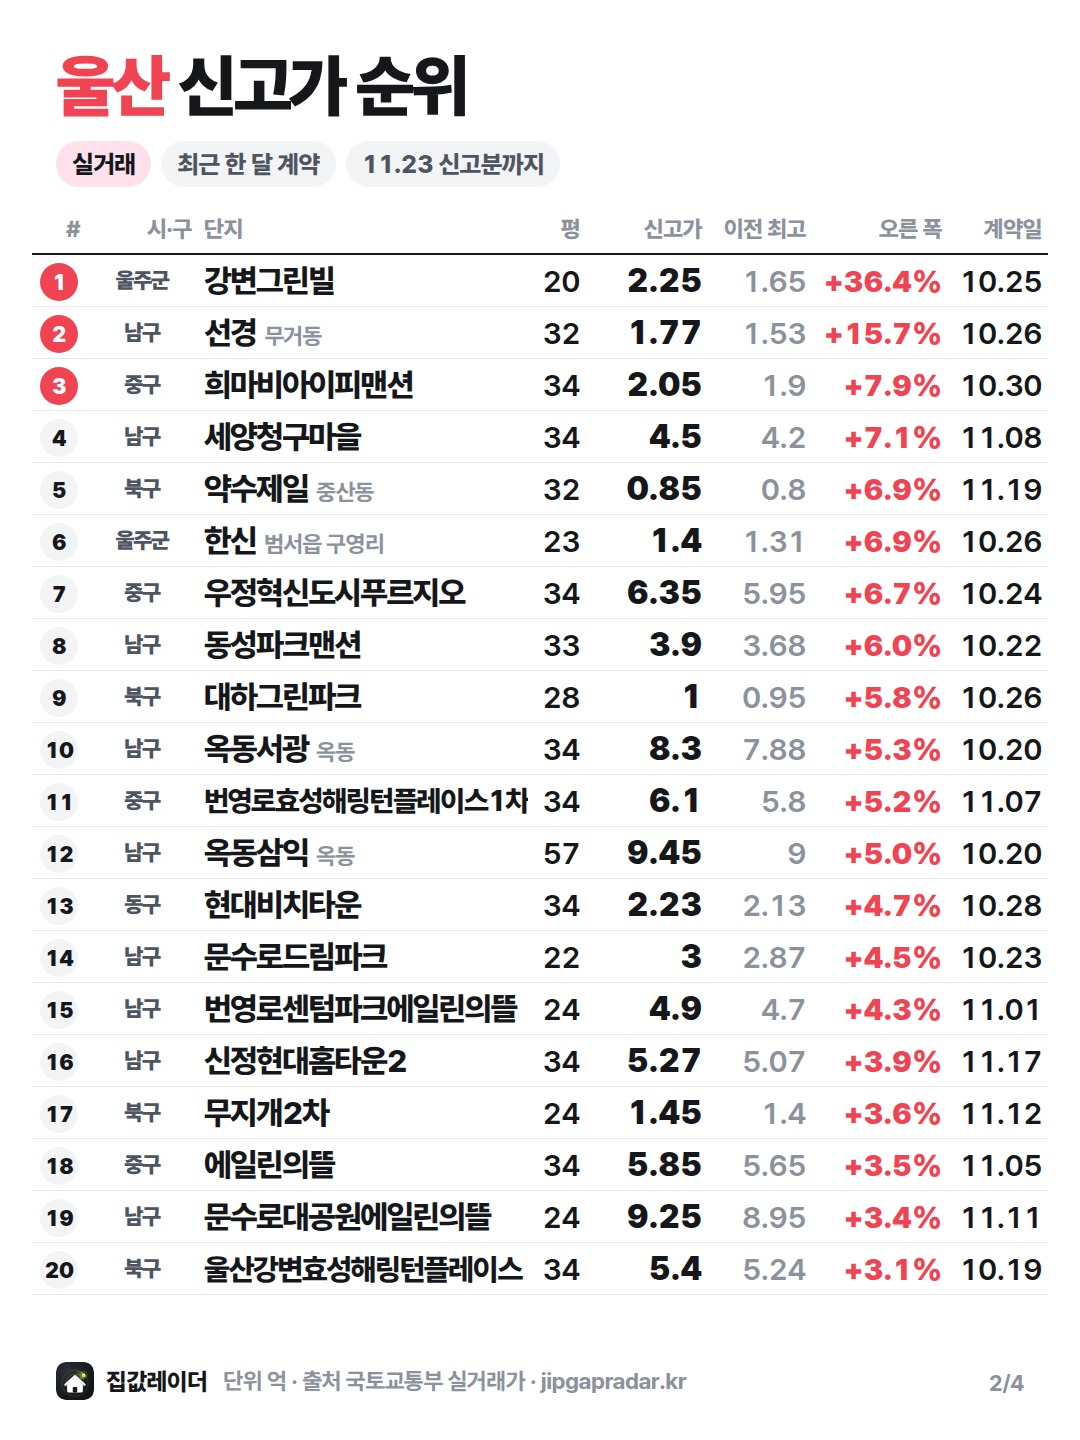 울산 신고가 순위
실거래 최근 한 달 계약 11.23 신고분까지
# 시·구 단지 평 신고가 이전 최고 오른 폭 계약일
1 울주군 강변그린빌 20 2.25 1.65 +36.4% 10.25
2 남구 선경 무거동 32 1.77 1.53 +15.7% 10.26
3 중구 희마비아이피맨션 34 2.05 1.9 +7.9% 10.30
4 남구 세양청구마을 34 4.5 4.2 +7.1% 11.08
5 북구 약수제일 중산동 32 0.85 0.8 +6.9% 11.19
6 울주군 한신 범서읍 구영리 23 1.4 1.31 +6.9% 10.26
7 중구 우정혁신도시푸르지오 34 6.35 5.95 +6.7% 10.24
8 남구 동성파크맨션 33 3.9 3.68 +6.0% 10.22
9 북구 대하그린파크 28 1 0.95 +5.8% 10.26
10 남구 옥동서광 옥동 34 8.3 7.88 +5.3% 10.20
11 중구 번영로효성해링턴플레이스1차 34 6.1 5.8 +5.2% 11.07
12 남구 옥동삼익 옥동 57 9.45 9 +5.0% 10.20
13 동구 현대비치타운 34 2.23 2.13 +4.7% 10.28
14 남구 문수로드림파크 22 3 2.87 +4.5% 10.23
15 남구 번영로센텀파크에일린의뜰 24 4.9 4.7 +4.3% 11.01
16 남구 신정현대홈타운2 34 5.27 5.07 +3.9% 11.17
17 북구 무지개2차 24 1.45 1.4 +3.6% 11.12
18 중구 에일린의뜰 34 5.85 5.65 +3.5% 11.05
19 남구 문수로대공원에일린의뜰 24 9.25 8.95 +3.4% 11.11
20 북구 울산강변효성해링턴플레이스 34 5.4 5.24 +3.1% 10.19
집값레이더 단위 억 · 출처 국토교통부 실거래가 · jipgapradar.kr 2/4